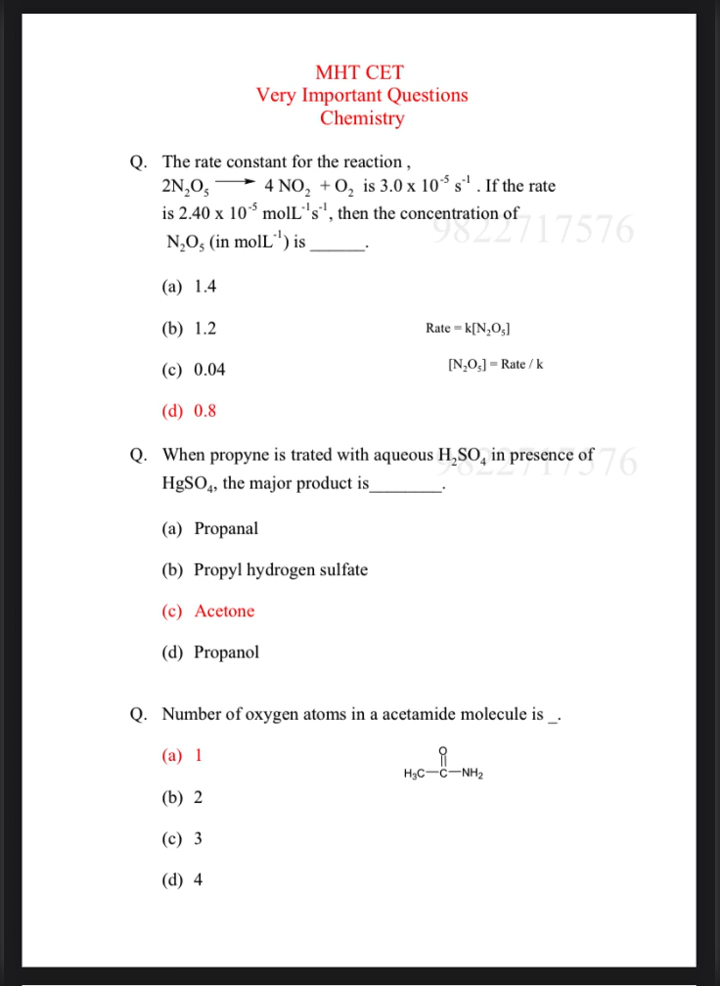 MHT CET
Very Important Questions
Chemistry
Q. The rate constant for the reaction ,
2N₂O₅ ⟶ 4 NO₂ + O₂ is 3.0 x 10⁻⁵ s⁻¹ . If the rate
is 2.40 x 10⁻⁵ molL⁻¹s⁻¹, then the concentration of
9822717576
N₂O₅ (in molL⁻¹) is ______.
(a) 1.4
(b) 1.2
Rate = k[N₂O₅]
(c) 0.04
[N₂O₅] = Rate / k
(d) 0.8
Q. When propyne is trated with aqueous H₂SO₄ in presence of
9822717576
HgSO₄, the major product is________.
(a) Propanal
(b) Propyl hydrogen sulfate
(c) Acetone
(d) Propanol
Q. Number of oxygen atoms in a acetamide molecule is _.
(a) 1
O
H₃C—C—NH₂
(b) 2
(c) 3
(d) 4